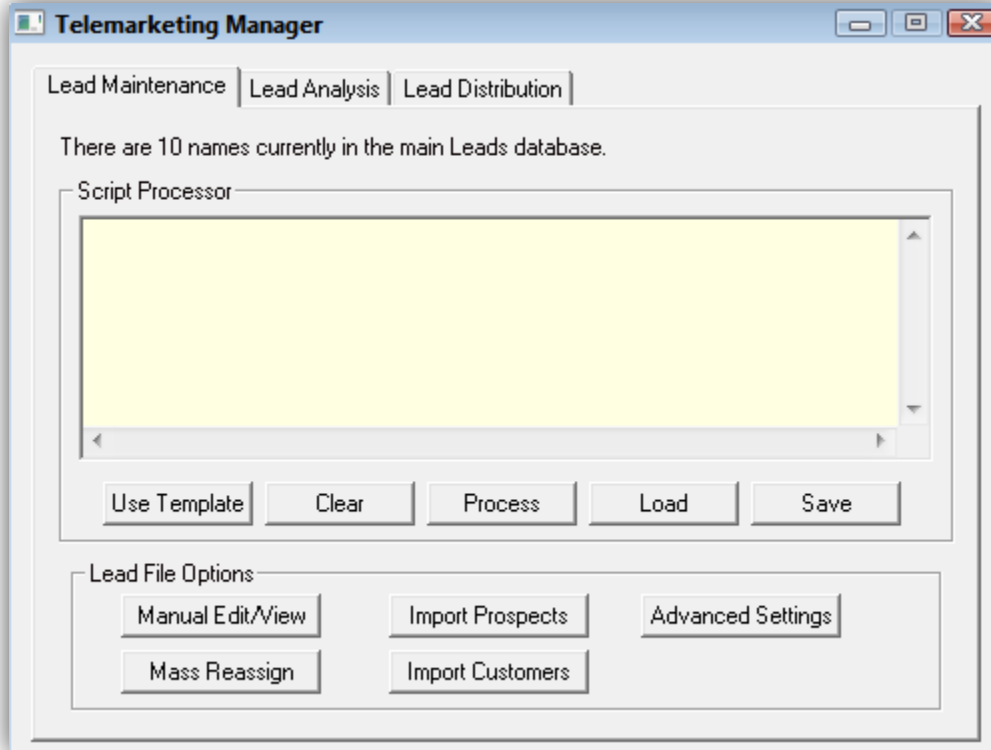 Telemarketing Manager
Lead Maintenance Lead Analysis Lead Distribution
There are 10 names currently in the main Leads database.
Script Processor
Use Template Clear Process Load Save
Lead File Options
Manual Edit/View Import Prospects Advanced Settings
Mass Reassign Import Customers